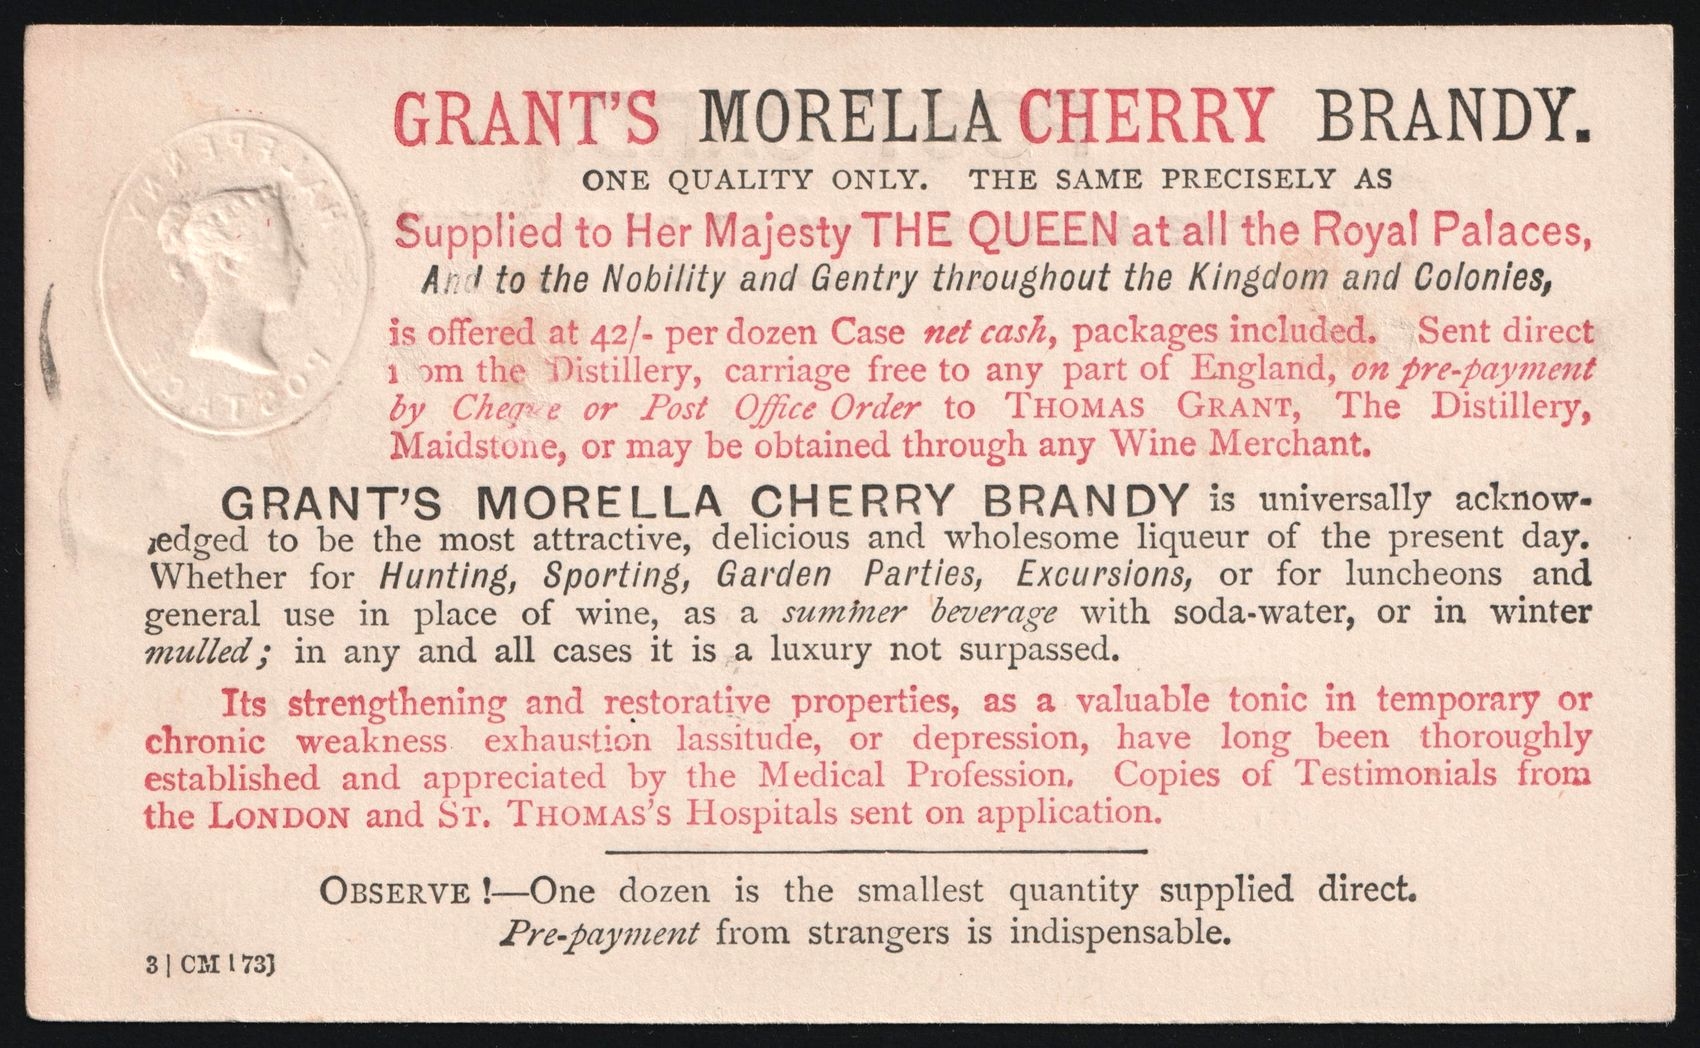 GRANT'S MORELLA CHERRY BRANDY.
ONE QUALITY ONLY. THE SAME PRECISELY AS
Supplied to Her Majesty THE QUEEN at all the Royal Palaces,
And to the Nobility and Gentry throughout the Kingdom and Colonies,
is offered at 42/- per dozen Case net cash, packages included. Sent direct
from the Distillery, carriage free to any part of England, on pre-payment
by Cheque or Post Office Order to THOMAS GRANT, The Distillery,
Maidstone, or may be obtained through any Wine Merchant.
GRANT'S MORELLA CHERRY BRANDY is universally acknow-
ledged to be the most attractive, delicious and wholesome liqueur of the present day.
Whether for Hunting, Sporting, Garden Parties, Excursions, or for luncheons and
general use in place of wine, as a summer beverage with soda-water, or in winter
mulled; in any and all cases it is a luxury not surpassed.
Its strengthening and restorative properties, as a valuable tonic in temporary or
chronic weakness exhaustion lassitude, or depression, have long been thoroughly
established and appreciated by the Medical Profession. Copies of Testimonials from
the LONDON and ST. THOMAS'S Hospitals sent on application.
OBSERVE !—One dozen is the smallest quantity supplied direct.
Pre-payment from strangers is indispensable.
3 | CM | 73]